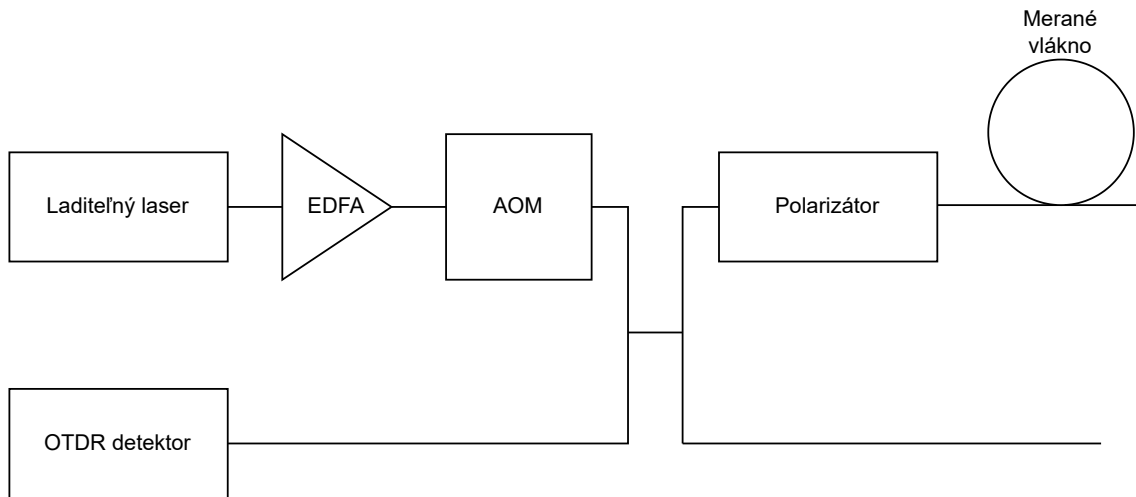 Merané
vlákno
Laditeľný laser
EDFA
AOM
Polarizátor
OTDR detektor